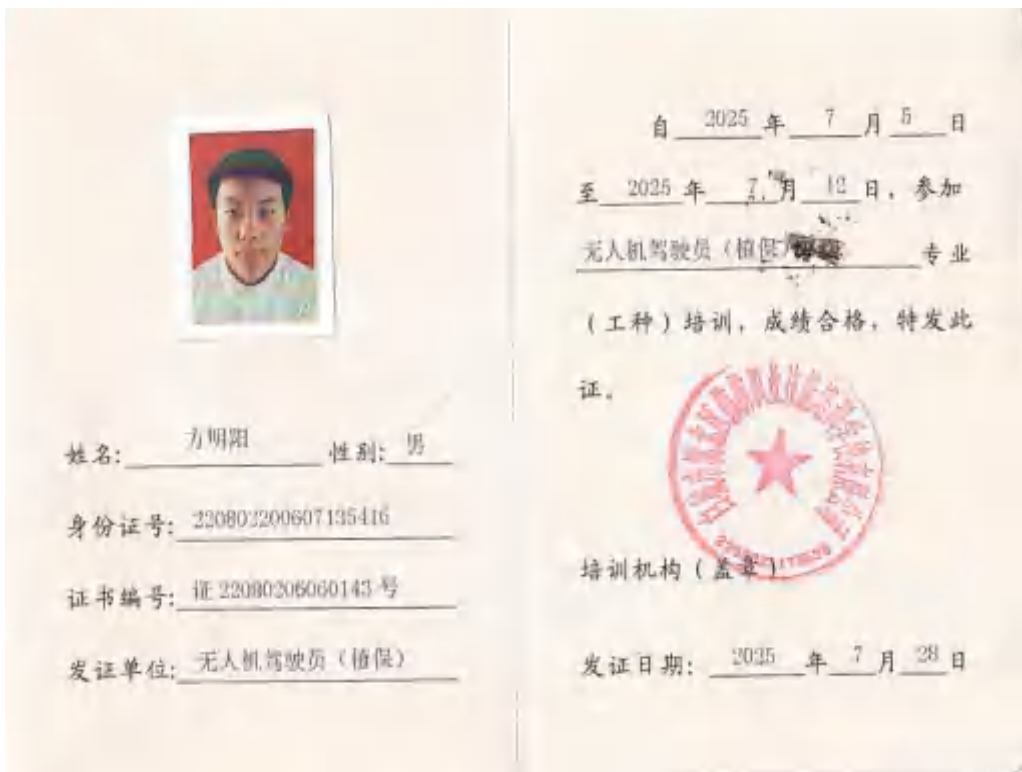 姓名: 方明阳 性别: 男
身份证号: 220802200607135416
证书编号: 证 22080206060143 号
发证单位: 无人机驾驶员（植保）
自 2025 年 7 月 5 日
至 2025 年 7 月 12 日，参加
无人机驾驶员（植保） 专业
（工种）培训，成绩合格，特发此
证。
培训机构（盖章）
发证日期: 2025 年 7 月 28 日